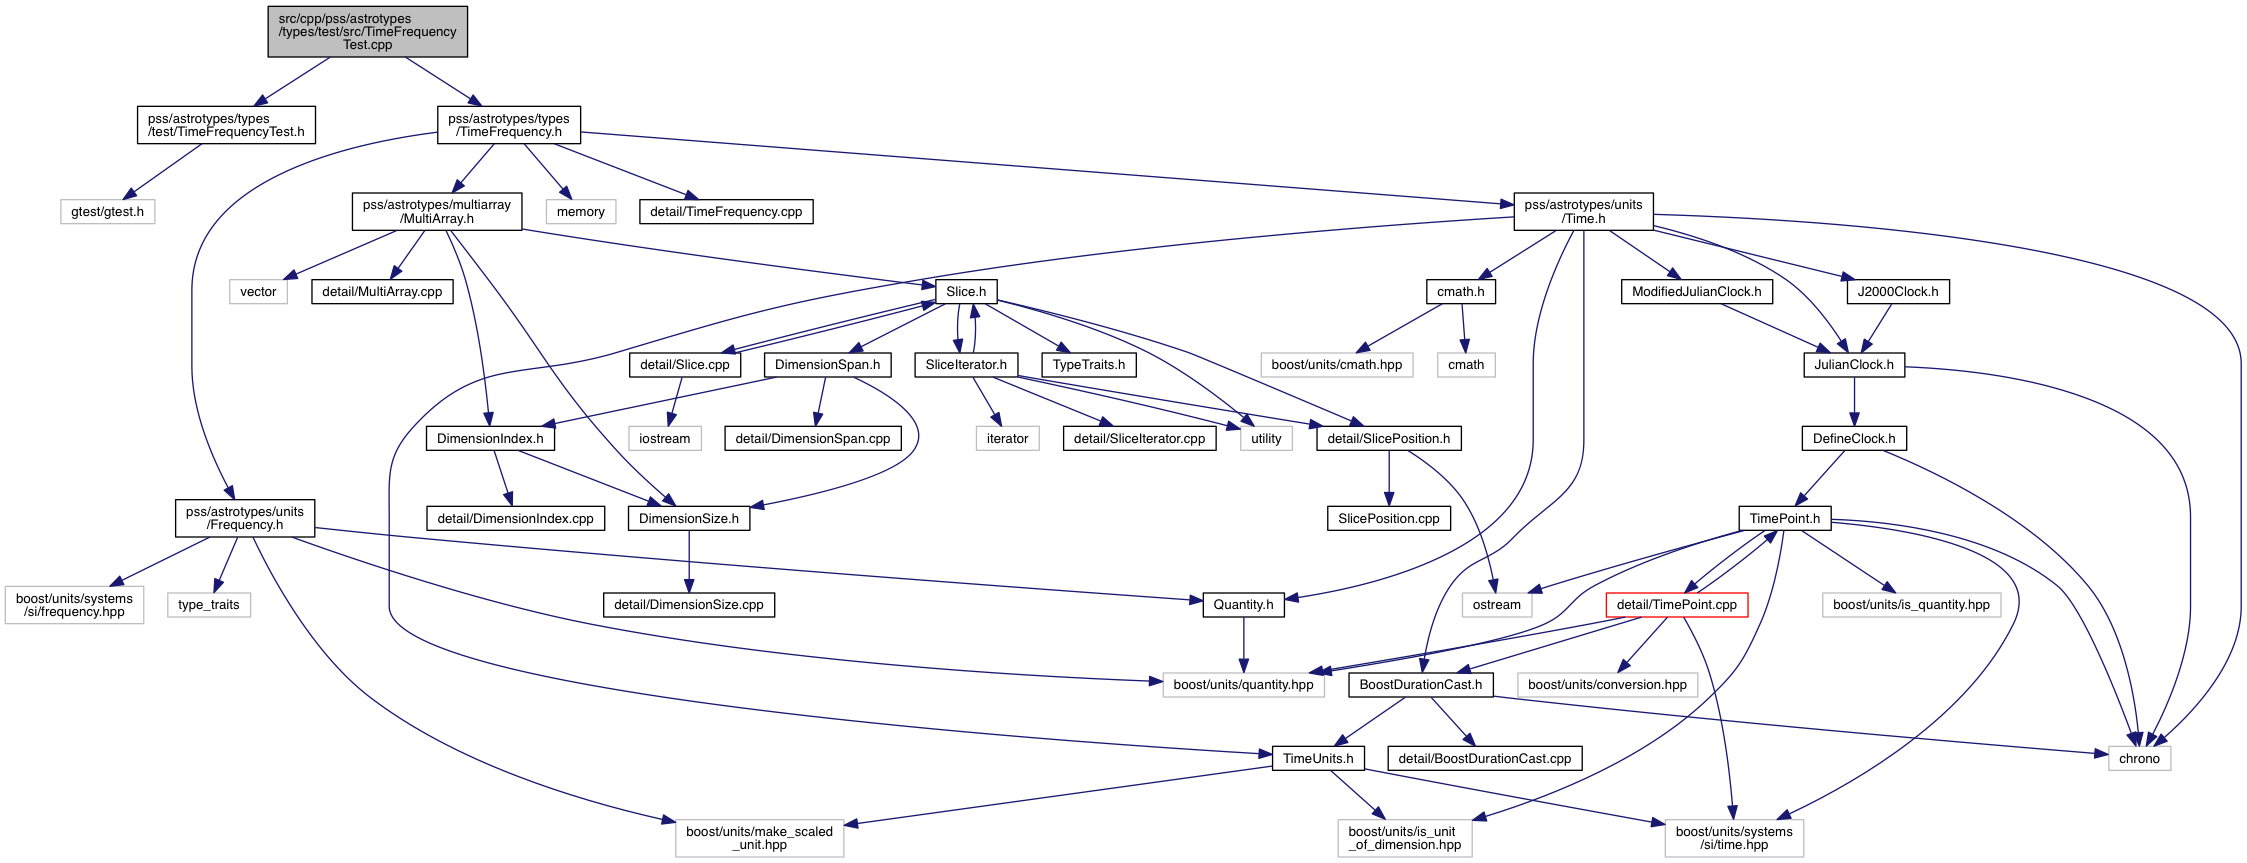 src/cpp/pss/astrotypes
/types/test/src/TimeFrequency
Test.cpp
pss/astrotypes/types
/test/TimeFrequencyTest.h
pss/astrotypes/types
/TimeFrequency.h
gtest/gtest.h
pss/astrotypes/multiarray
/MultiArray.h
memory
detail/TimeFrequency.cpp
pss/astrotypes/units
/Time.h
vector
detail/MultiArray.cpp
Slice.h
cmath.h
ModifiedJulianClock.h
J2000Clock.h
detail/Slice.cpp
DimensionSpan.h
SliceIterator.h
TypeTraits.h
boost/units/cmath.hpp
cmath
JulianClock.h
DimensionIndex.h
iostream
detail/DimensionSpan.cpp
iterator
detail/SliceIterator.cpp
utility
detail/SlicePosition.h
DefineClock.h
pss/astrotypes/units
/Frequency.h
detail/DimensionIndex.cpp
DimensionSize.h
SlicePosition.cpp
TimePoint.h
boost/units/systems
/si/frequency.hpp
type_traits
detail/DimensionSize.cpp
Quantity.h
ostream
detail/TimePoint.cpp
boost/units/is_quantity.hpp
boost/units/quantity.hpp
BoostDurationCast.h
boost/units/conversion.hpp
TimeUnits.h
detail/BoostDurationCast.cpp
chrono
boost/units/make_scaled
_unit.hpp
boost/units/is_unit
_of_dimension.hpp
boost/units/systems
/si/time.hpp